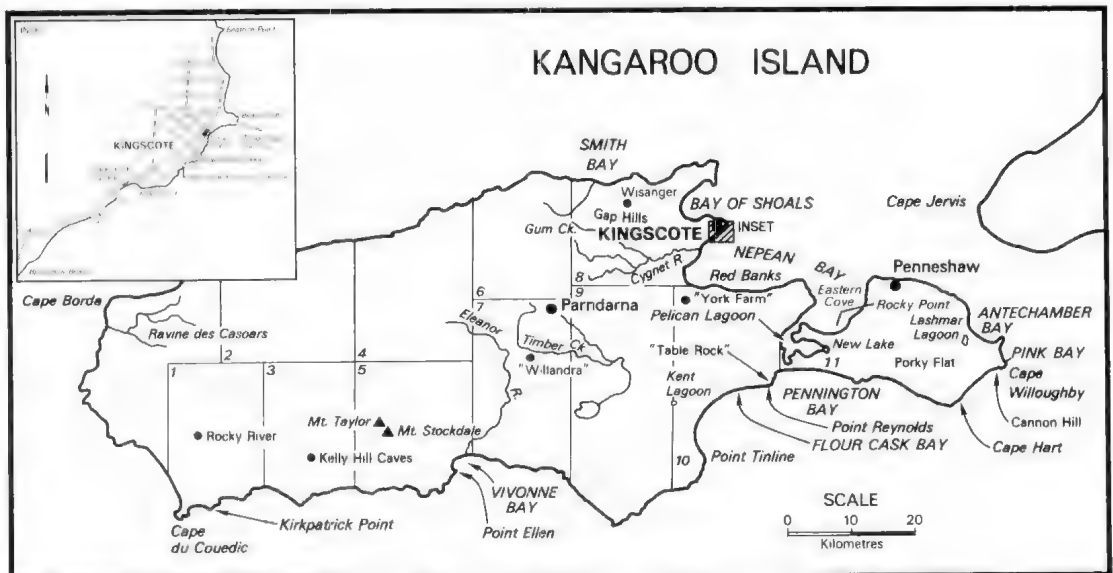 KANGAROO ISLAND
N
KINGSCOTE
SMITH
BAY
Wisanger
Gap Hills
BAY OF SHOALS
Gum Ck.
KINGSCOTE
INSET
Cygnet R.
NEPEAN
BAY
Red Banks
Cape Jervis
Penneshaw
Eastern
Cove
Rocky Point
Lashmar
Lagoon
ANTECHAMBER
BAY
PINK BAY
Cape
Willoughby
Cannon Hill
Cape Hart
Cape Borda
Ravine des Casoars
6
7
8
9
Parndarna
Eleanor
R.
Timber Ck
"Willandra"
"York Farm"
Pelican Lagoon
New Lake
11
Porky Flat
"Table Rock"
Kent
Lagoon
PENNINGTON
BAY
Point Reynolds
FLOUR CASK BAY
Point Tinline
10
1
2
3
4
5
Mt. Taylor
Mt. Stockdale
Rocky River
Kelly Hill Caves
VIVONNE
BAY
Point Ellen
Kirkpatrick Point
Cape
du Couedic
SCALE
0 10 20
Kilometres